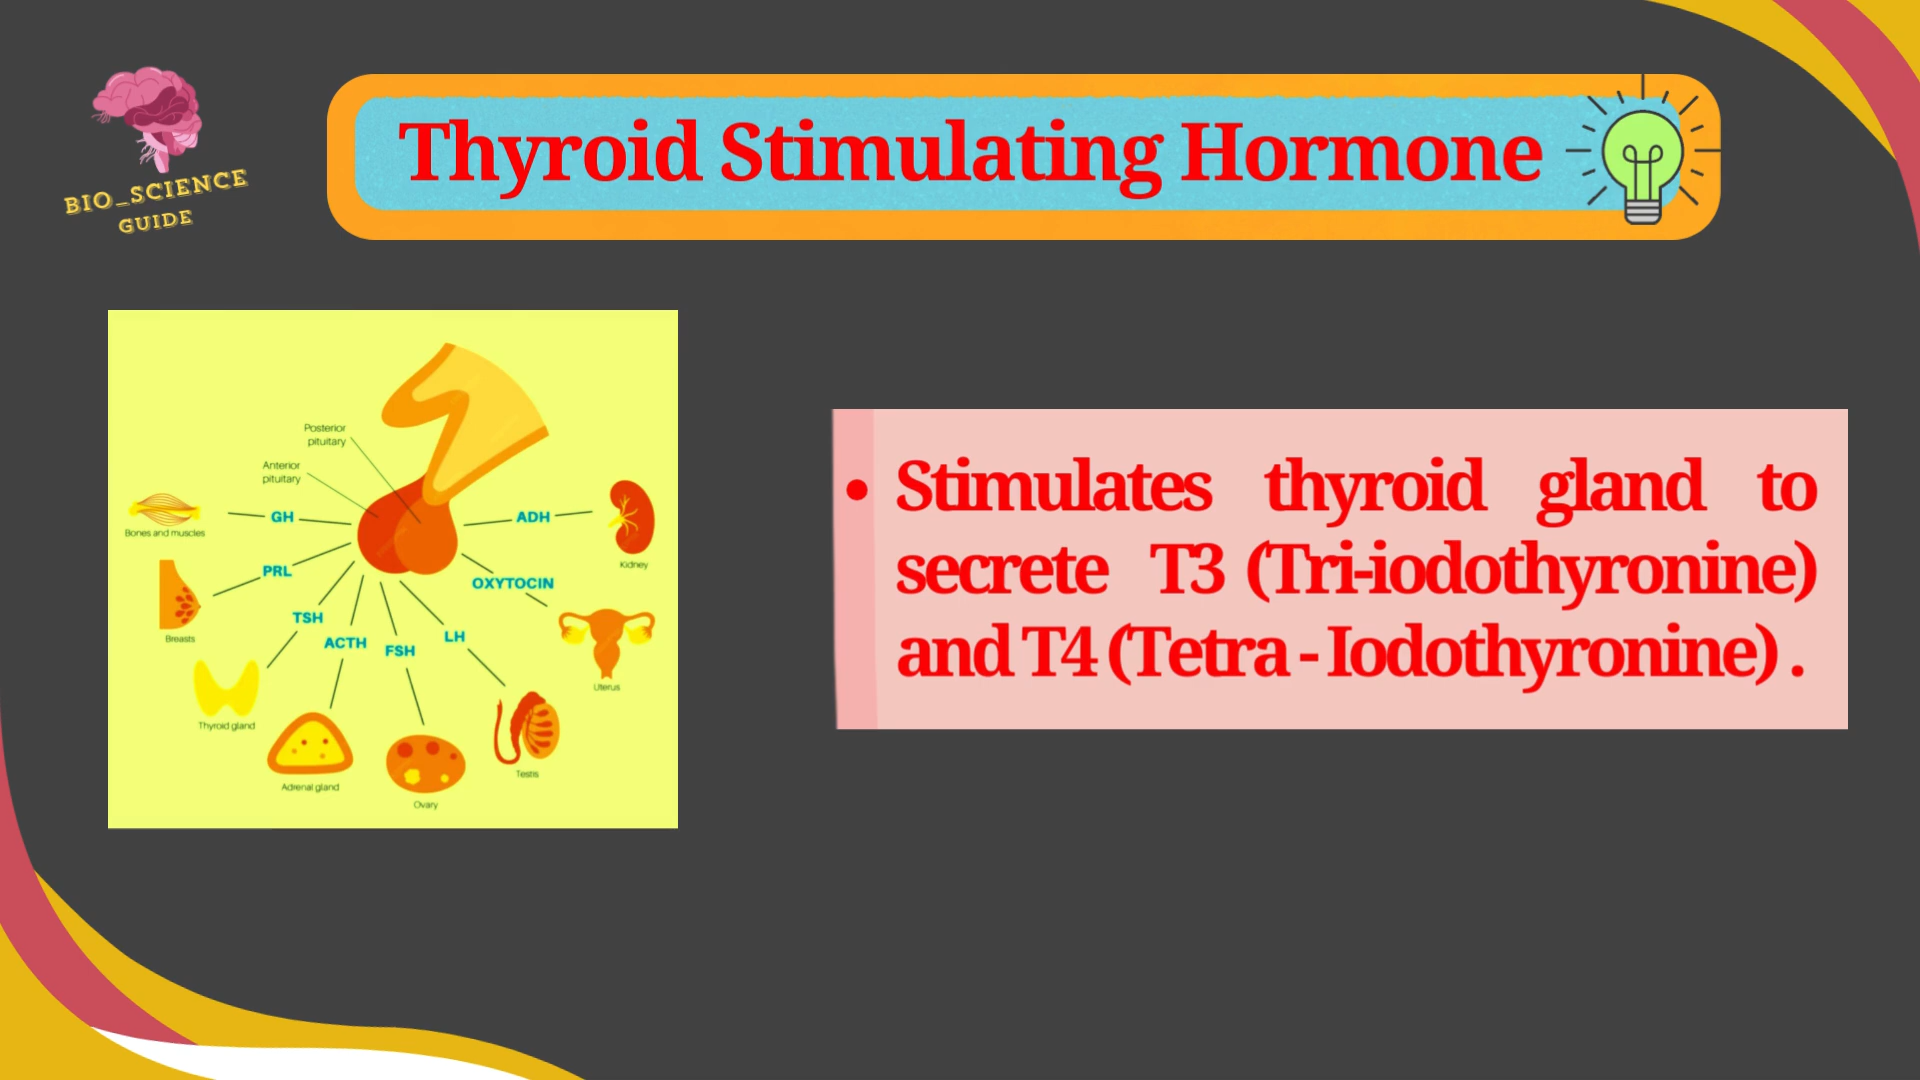 BIO_SCIENCE
GUIDE
Thyroid Stimulating Hormone
Posterior
pituitary
Anterior
pituitary
GH
ADH
Bones and muscles
Kidney
PRL
OXYTOCIN
Breasts
TSH
ACTH
FSH
LH
Uterus
Thyroid gland
Testis
Adrenal gland
Ovary
• Stimulates thyroid gland to
secrete T3 (Tri-iodothyronine)
and T4 (Tetra - Iodothyronine) .